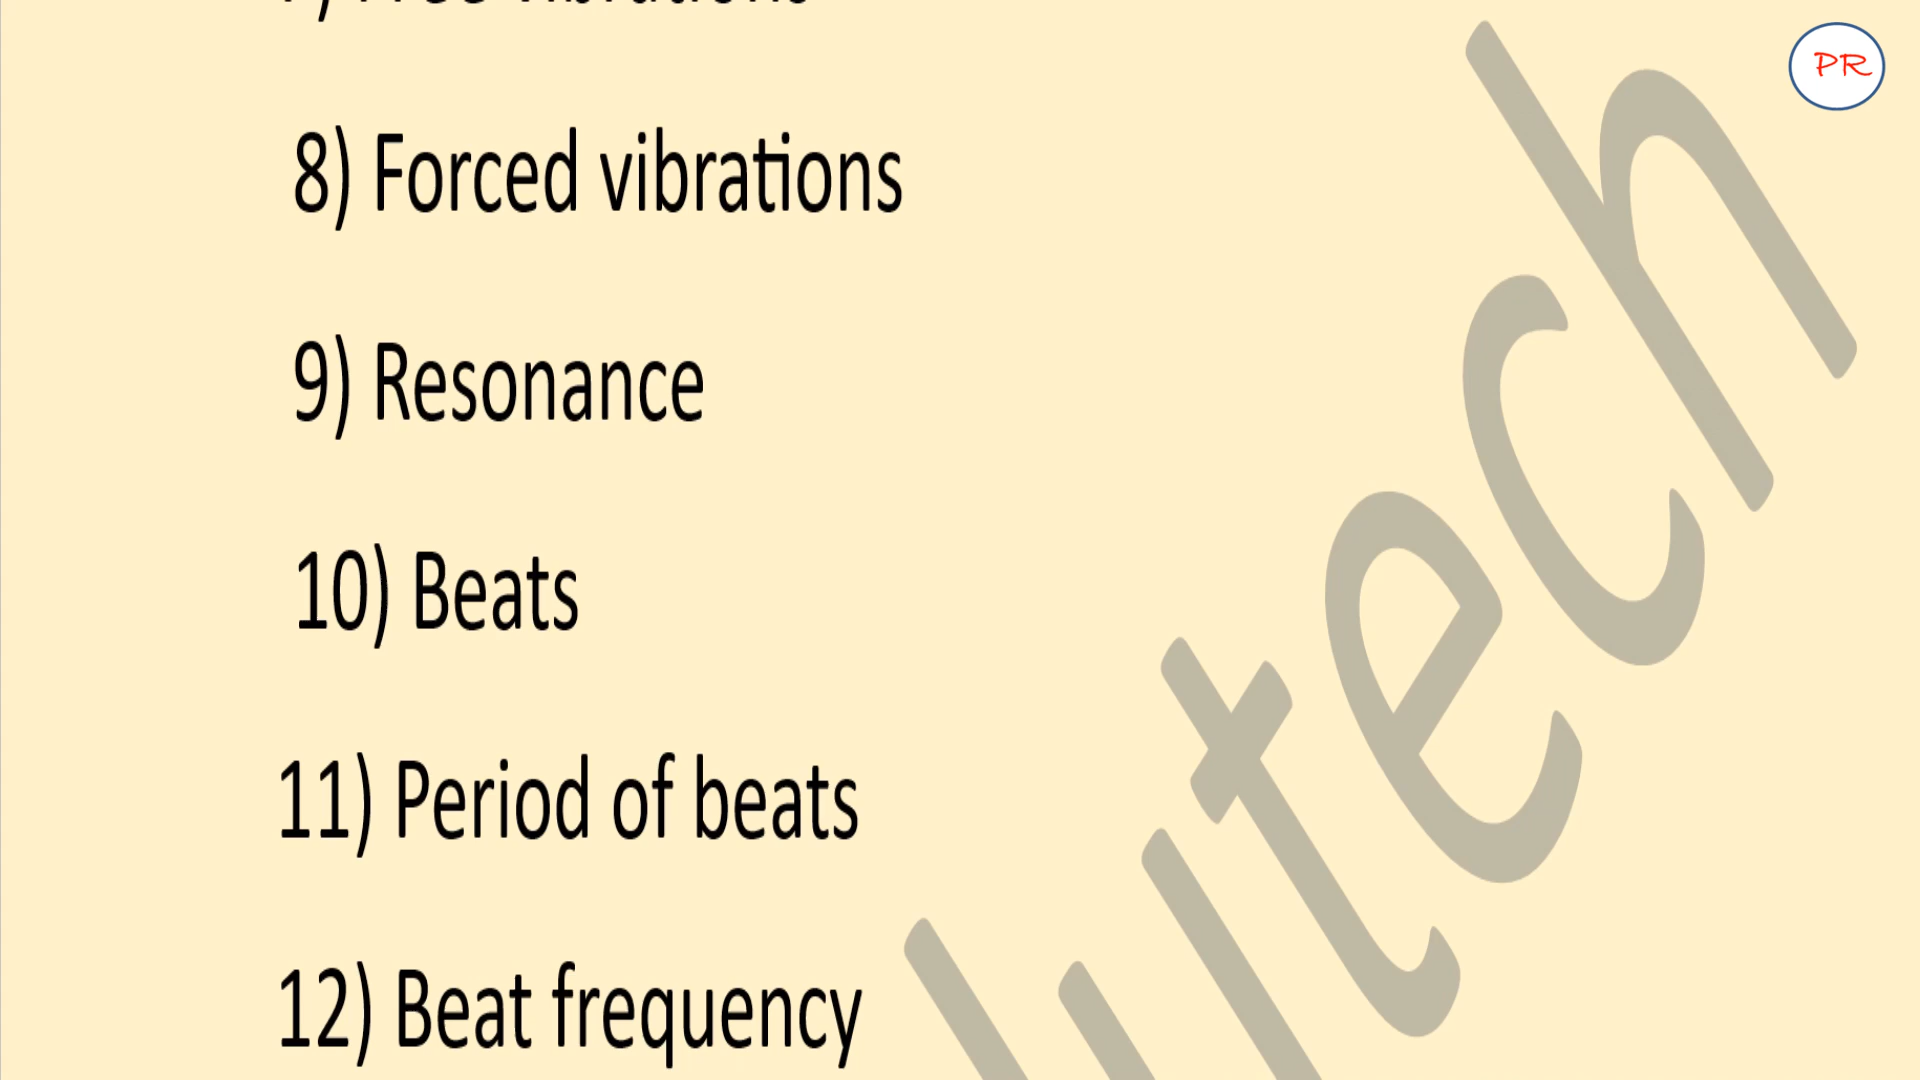 8) Forced vibrations
PR
9) Resonance
10) Beats
11) Period of beats
12) Beat frequency